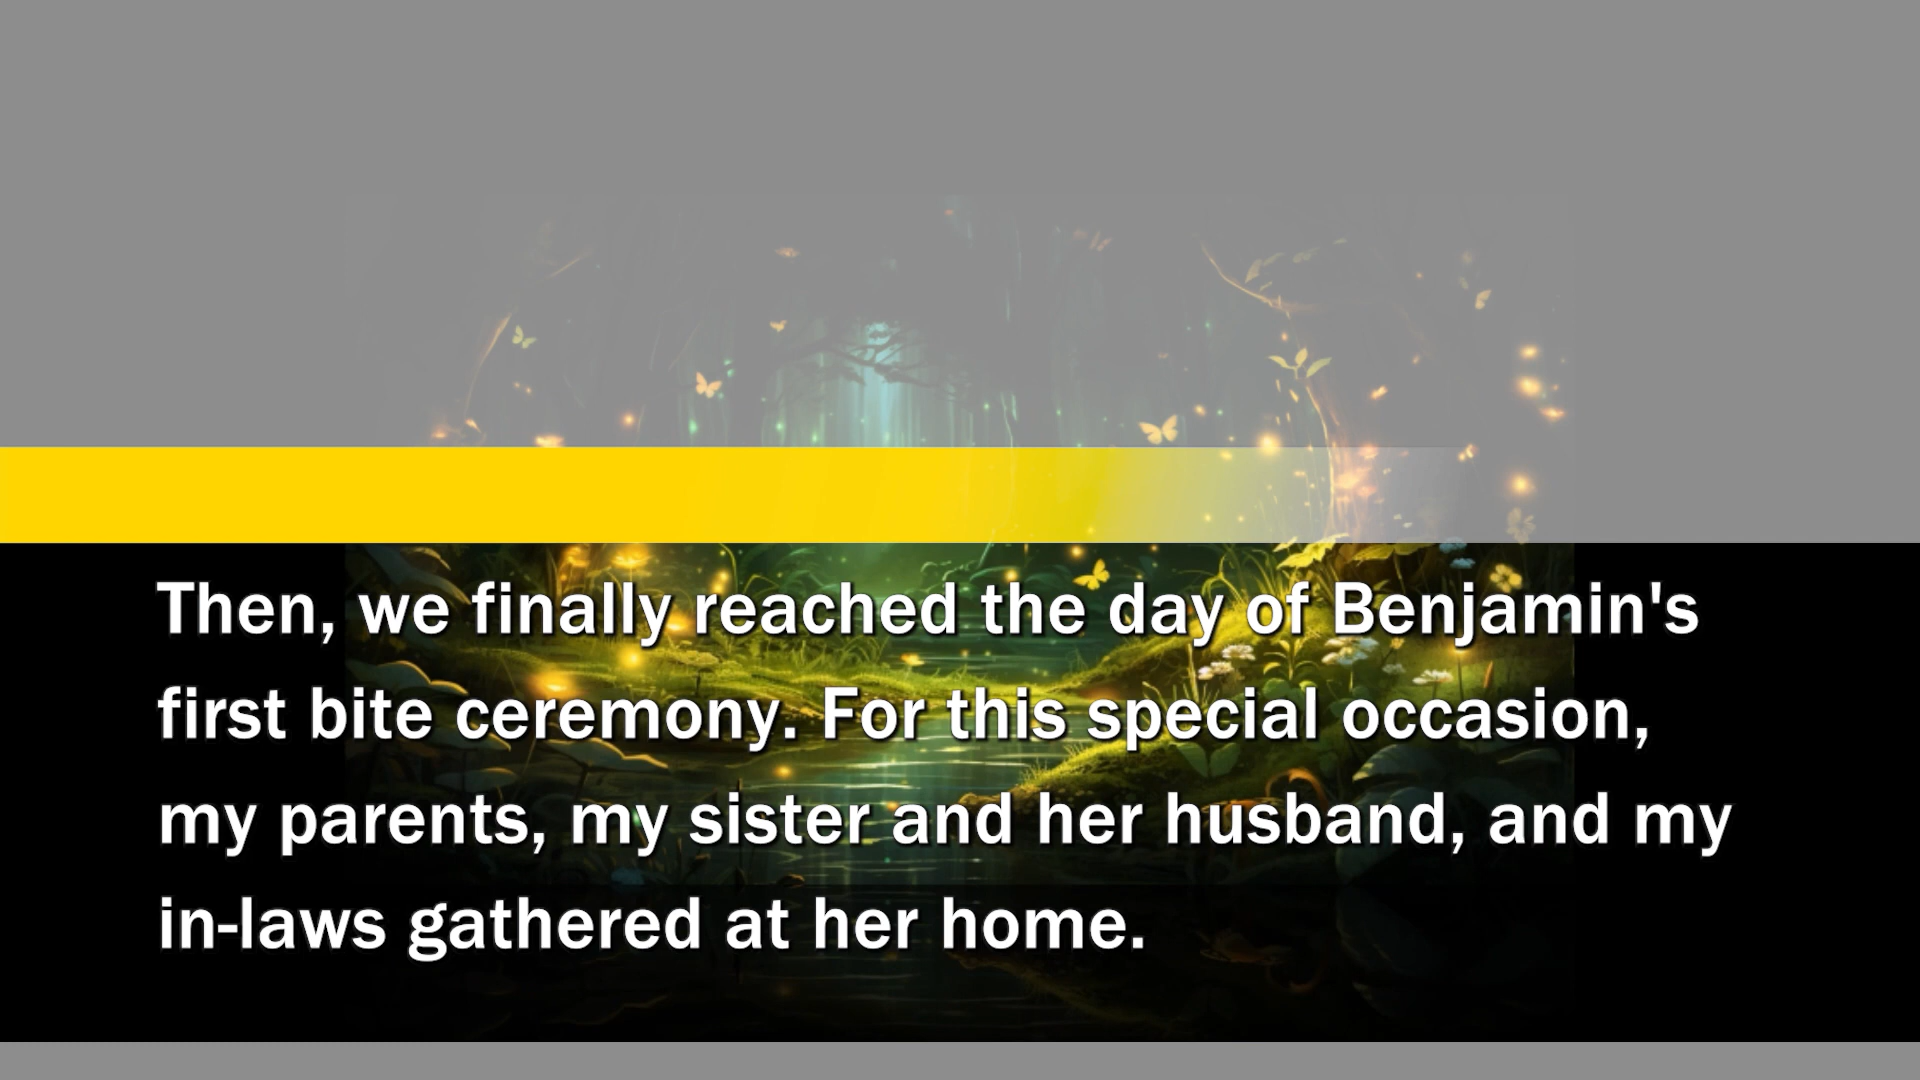 Then, we finally reached the day of Benjamin's
first bite ceremony. For this special occasion,
my parents, my sister and her husband, and my
in-laws gathered at her home.